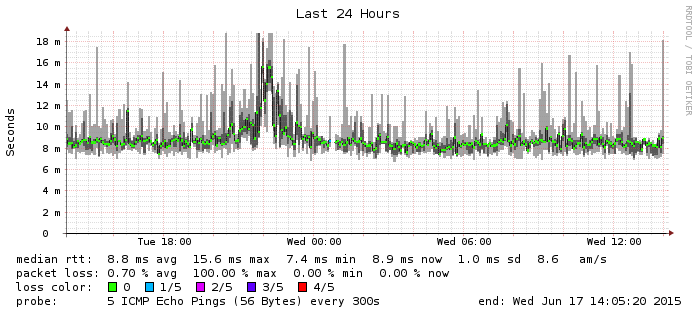 Last 24 Hours
RRDTOOL / TOBI OETIKER
Seconds
18 m
16 m
14 m
12 m
10 m
8 m
6 m
4 m
2 m
0
Tue 18:00 Wed 00:00 Wed 06:00 Wed 12:00
median rtt: 8.8 ms avg 15.6 ms max 7.4 ms min 8.9 ms now 1.0 ms sd 8.6 am/s
packet loss: 0.70 % avg 100.00 % max 0.00 % min 0.00 % now
loss color: 0 1/5 2/5 3/5 4/5
probe: 5 ICMP Echo Pings (56 Bytes) every 300s end: Wed Jun 17 14:05:20 2015